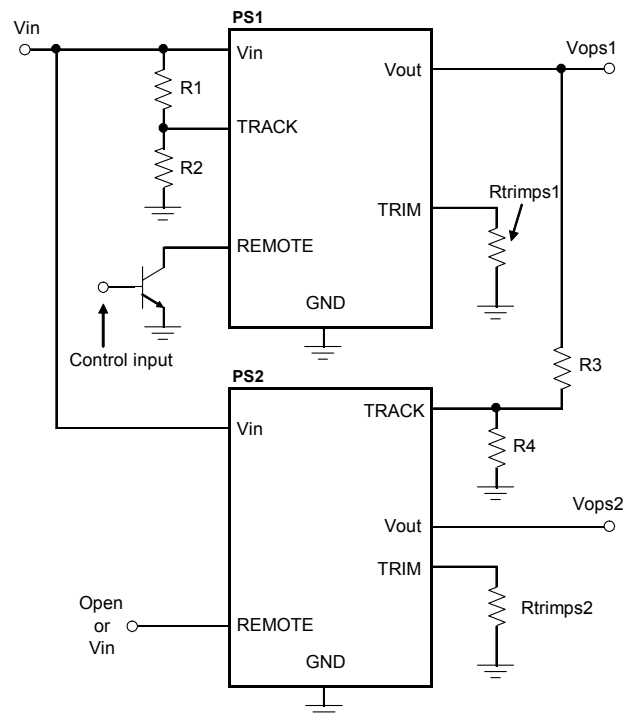 Vin
PS1
Vin
Vout
Vops1
R1
TRACK
R2
Rtrimps1
TRIM
REMOTE
GND
Control input
R3
PS2
TRACK
Vin
R4
Vout
Vops2
TRIM
Open
or
Vin
REMOTE
Rtrimps2
GND